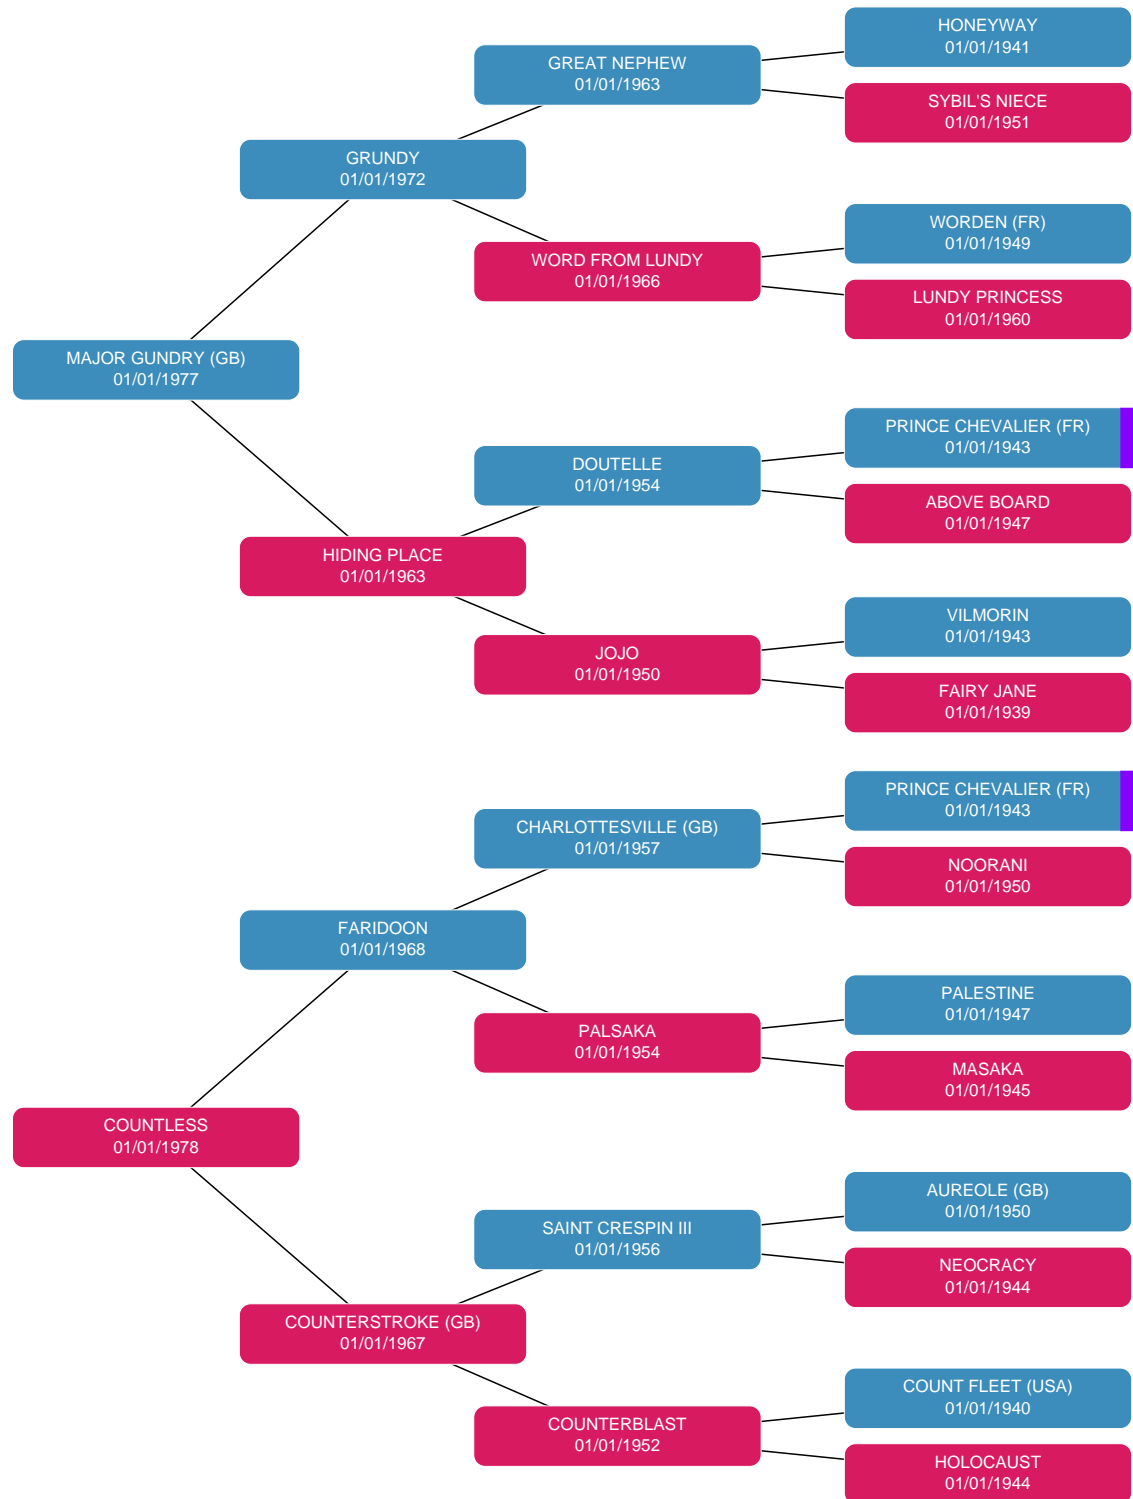 HONEYWAY
01/01/1941
GREAT NEPHEW
01/01/1963
SYBIL'S NIECE
01/01/1951
GRUNDY
01/01/1972
WORDEN (FR)
01/01/1949
WORD FROM LUNDY
01/01/1966
LUNDY PRINCESS
01/01/1960
MAJOR GUNDRY (GB)
01/01/1977
PRINCE CHEVALIER (FR)
01/01/1943
DOUTELLE
01/01/1954
ABOVE BOARD
01/01/1947
HIDING PLACE
01/01/1963
VILMORIN
01/01/1943
JOJO
01/01/1950
FAIRY JANE
01/01/1939
PRINCE CHEVALIER (FR)
01/01/1943
CHARLOTTESVILLE (GB)
01/01/1957
NOORANI
01/01/1950
FARIDOON
01/01/1968
PALESTINE
01/01/1947
PALSAKA
01/01/1954
MASAKA
01/01/1945
COUNTLESS
01/01/1978
AUREOLE (GB)
01/01/1950
SAINT CRESPIN III
01/01/1956
NEOCRACY
01/01/1944
COUNTERSTROKE (GB)
01/01/1967
COUNT FLEET (USA)
01/01/1940
COUNTERBLAST
01/01/1952
HOLOCAUST
01/01/1944